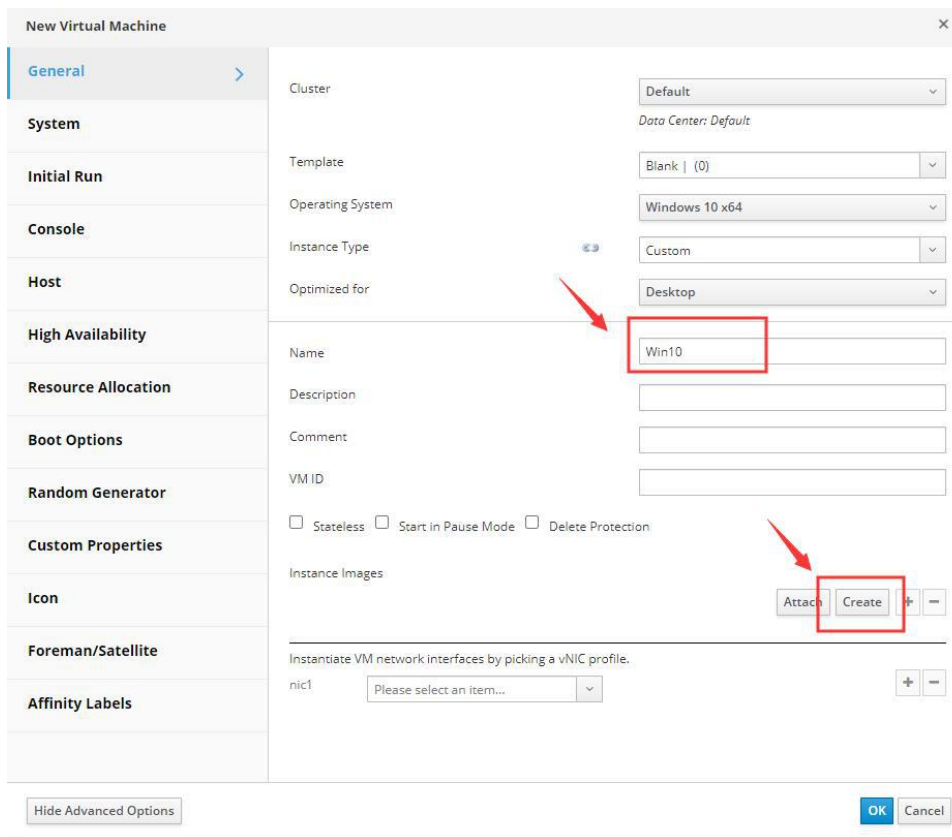 New Virtual Machine ×
General
System
Initial Run
Console
Host
High Availability
Resource Allocation
Boot Options
Random Generator
Custom Properties
Icon
Foreman/Satellite
Affinity Labels
Cluster Default
Data Center: Default
Template Blank | (0)
Operating System Windows 10 x64
Instance Type Custom
Optimized for Desktop
Name Win10
Description
Comment
VM ID
Stateless Start in Pause Mode Delete Protection
Instance Images
Attach Create + −
Instantiate VM network interfaces by picking a vNIC profile.
nic1 Please select an item... + −
Hide Advanced Options OK Cancel